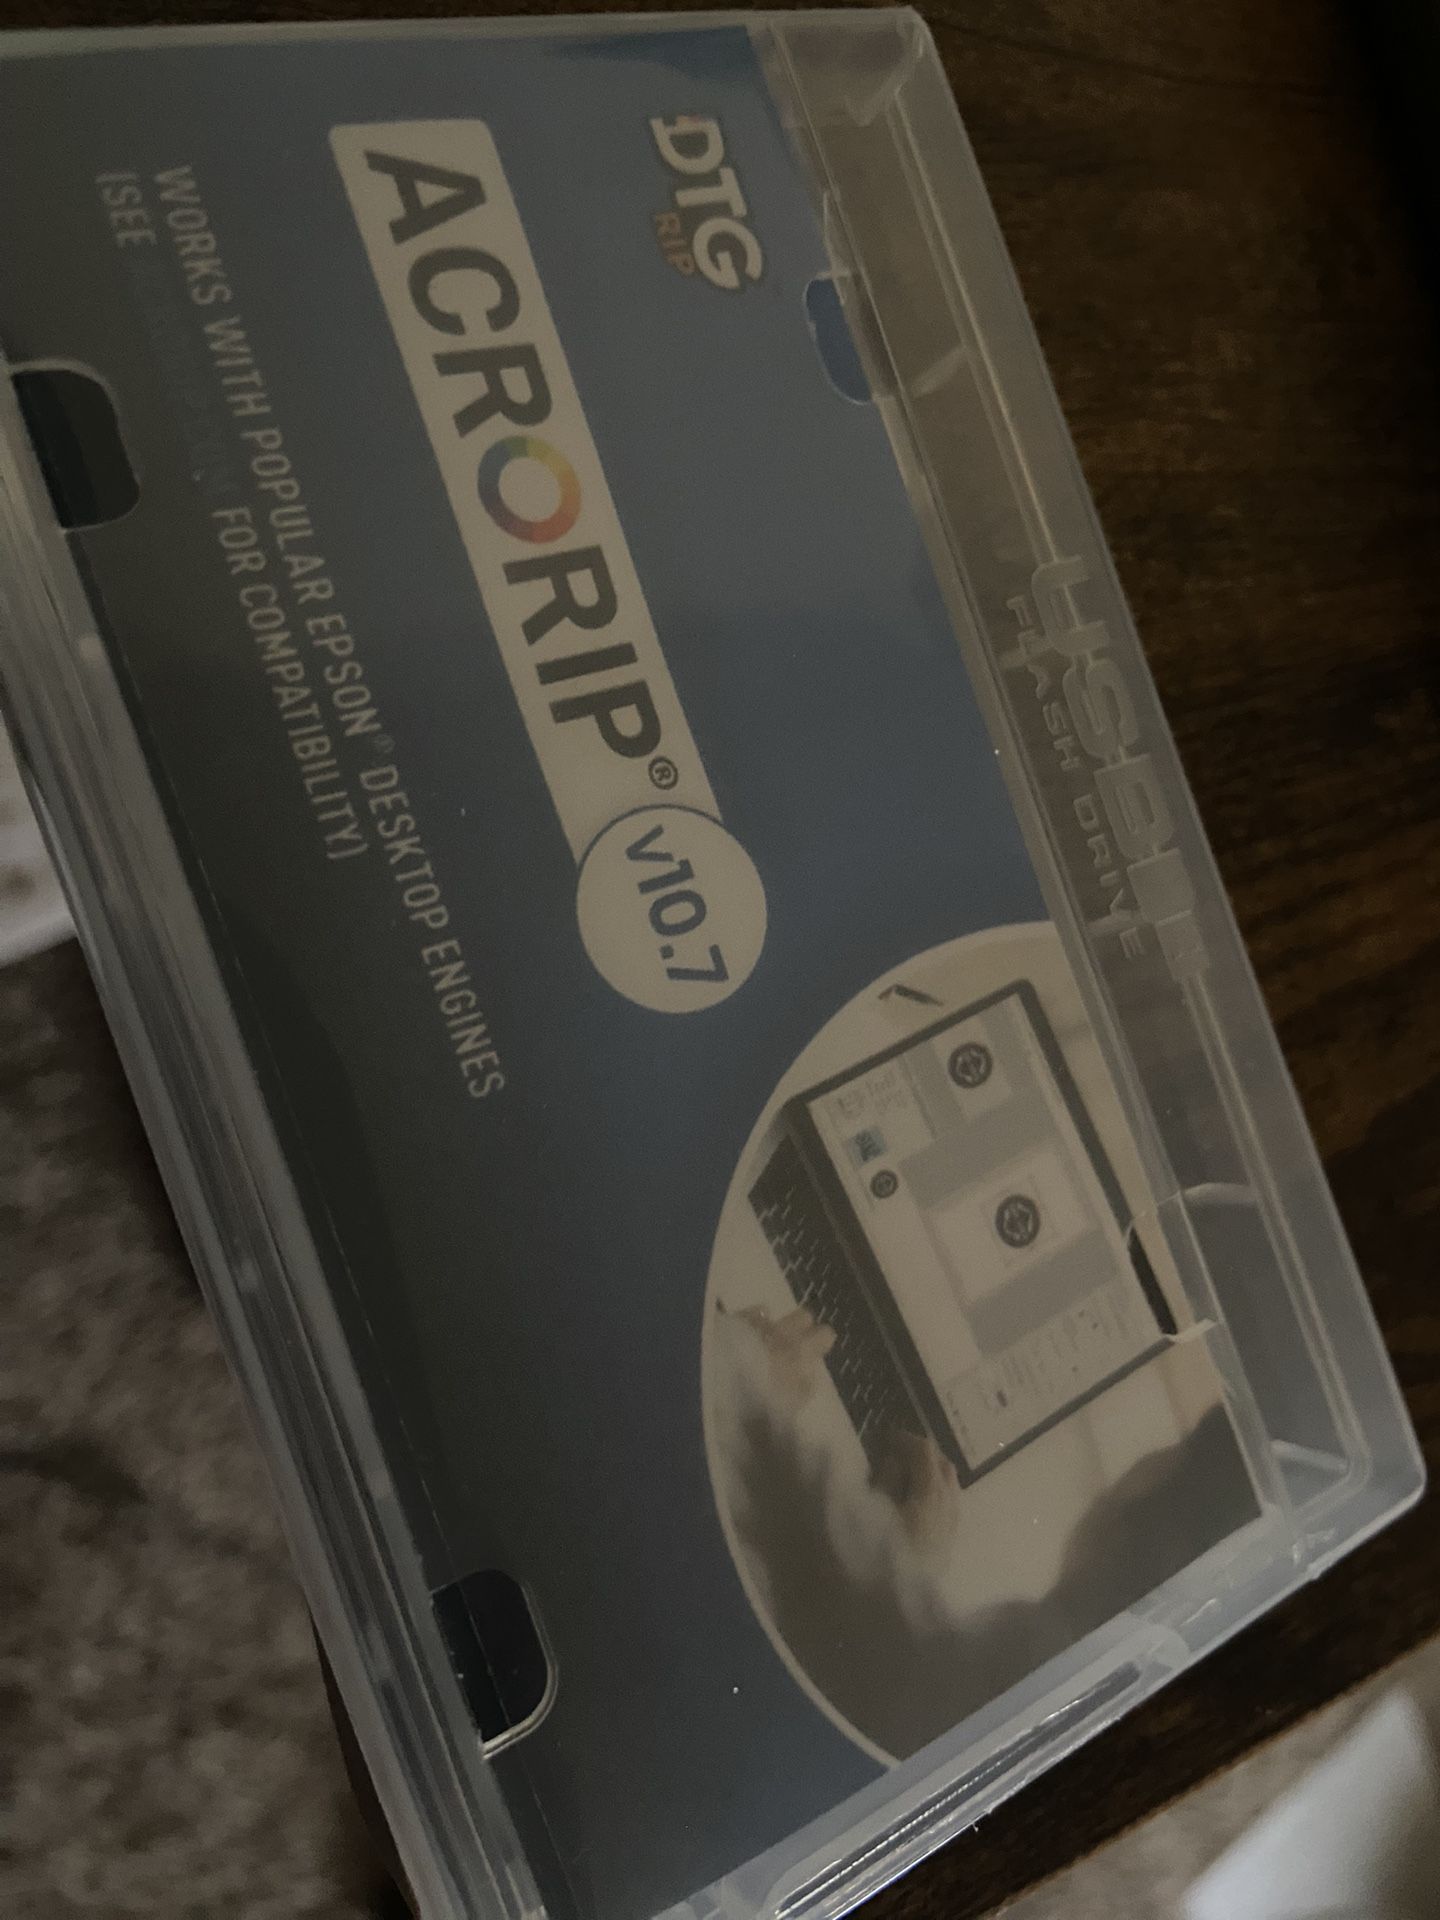 DTG
RIP
ACRORIP® v10.7
WORKS WITH POPULAR EPSON® DESKTOP ENGINES
(SEE FOR COMPATIBILITY)
USB
FLASH DRIVE